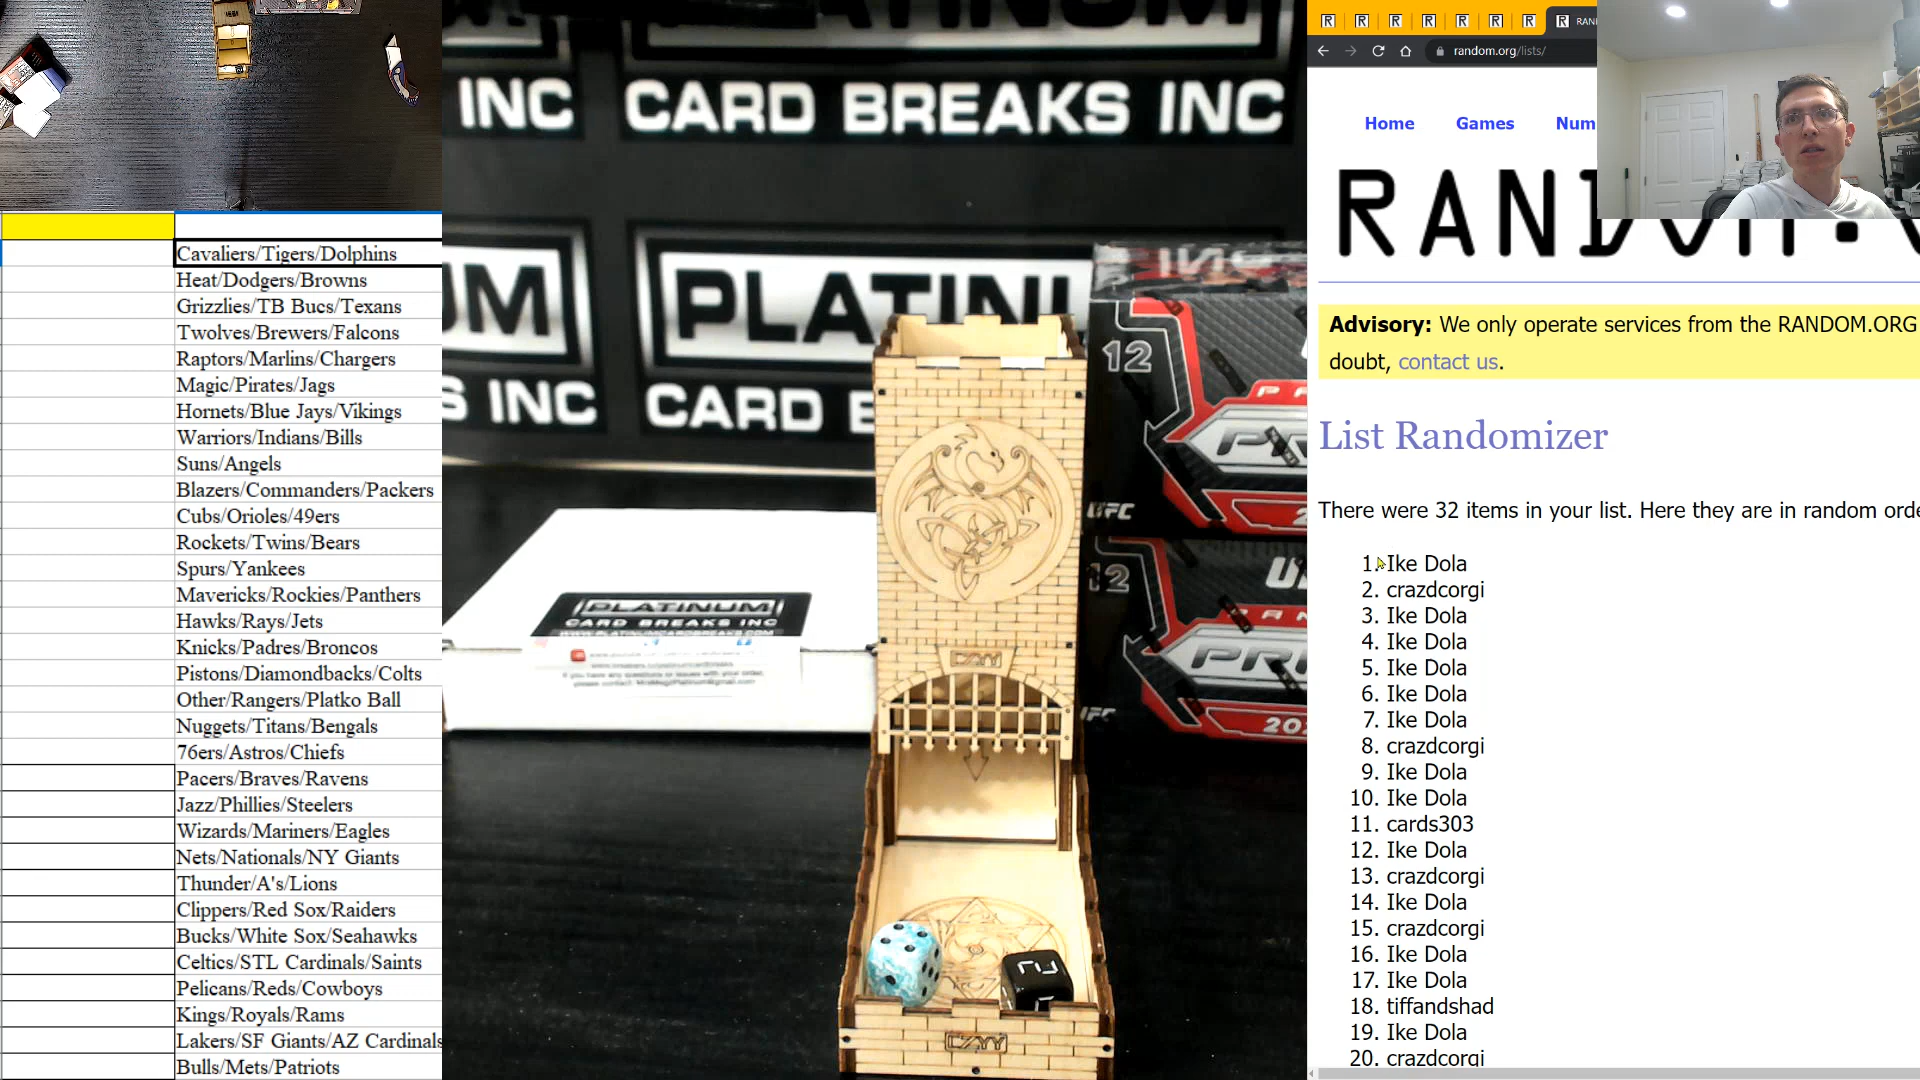 Cavaliers/Tigers/Dolphins
Heat/Dodgers/Browns
Grizzlies/TB Bucs/Texans
Twolves/Brewers/Falcons
Raptors/Marlins/Chargers
Magic/Pirates/Jags
Hornets/Blue Jays/Vikings
Warriors/Indians/Bills
Suns/Angels
Blazers/Commanders/Packers
Cubs/Orioles/49ers
Rockets/Twins/Bears
Spurs/Yankees
Mavericks/Rockies/Panthers
Hawks/Rays/Jets
Knicks/Padres/Broncos
Pistons/Diamondbacks/Colts
Other/Rangers/Platko Ball
Nuggets/Titans/Bengals
76ers/Astros/Chiefs
Pacers/Braves/Ravens
Jazz/Phillies/Steelers
Wizards/Mariners/Eagles
Nets/Nationals/NY Giants
Thunder/A's/Lions
Clippers/Red Sox/Raiders
Bucks/White Sox/Seahawks
Celtics/STL Cardinals/Saints
Pelicans/Reds/Cowboys
Kings/Royals/Rams
Lakers/SF Giants/AZ Cardinals
Bulls/Mets/Patriots
PLATINUM
INC CARD BREAKS INC
UM PLATINU
S INC CARD B
12
UFC
12
UFC
PLATINUM
CARD BREAKS INC
CZYY
CZYY
random.org/lists/
Home Games Num
RANDOM.O
Advisory: We only operate services from the RANDOM.ORG
doubt, contact us.
List Randomizer
There were 32 items in your list. Here they are in random orde
1. Ike Dola
2. crazdcorgi
3. Ike Dola
4. Ike Dola
5. Ike Dola
6. Ike Dola
7. Ike Dola
8. crazdcorgi
9. Ike Dola
10. Ike Dola
11. cards303
12. Ike Dola
13. crazdcorgi
14. Ike Dola
15. crazdcorgi
16. Ike Dola
17. Ike Dola
18. tiffandshad
19. Ike Dola
20. crazdcorgi